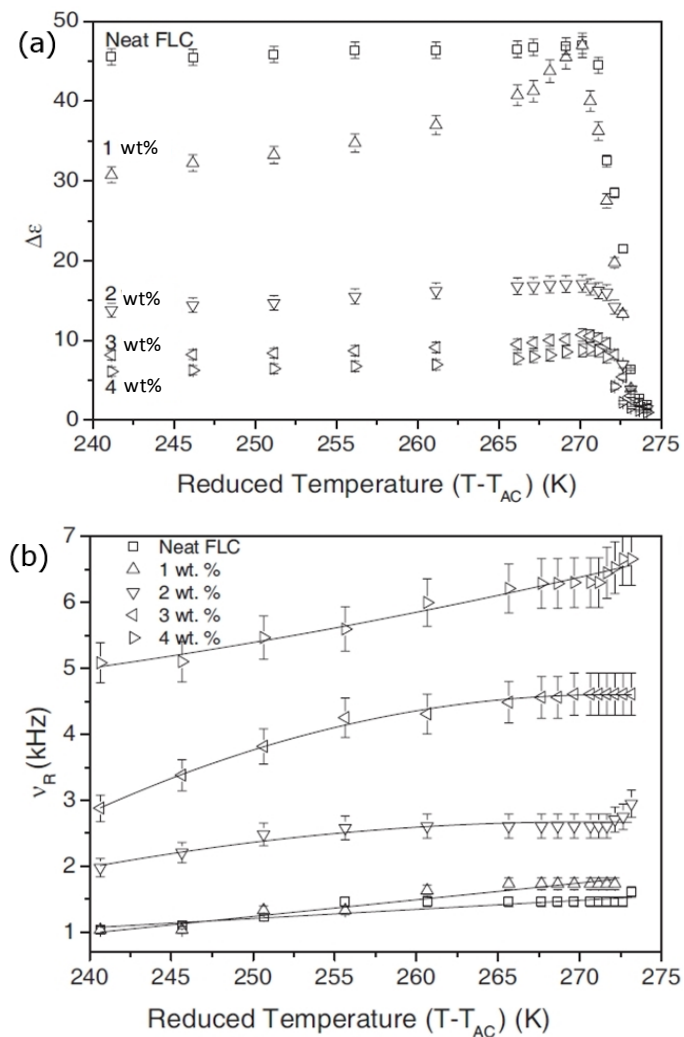 (a)
Neat FLC
1 wt%
2 wt%
3 wt%
4 wt%
50
40
30
20
10
0
Δε
240 245 250 255 260 265 270 275
Reduced Temperature (T-T_AC) (K)
(b)
Neat FLC
1 wt. %
2 wt. %
3 wt. %
4 wt. %
7
6
5
4
3
2
1
ν_R (kHz)
240 245 250 255 260 265 270 275
Reduced Temperature (T-T_AC) (K)